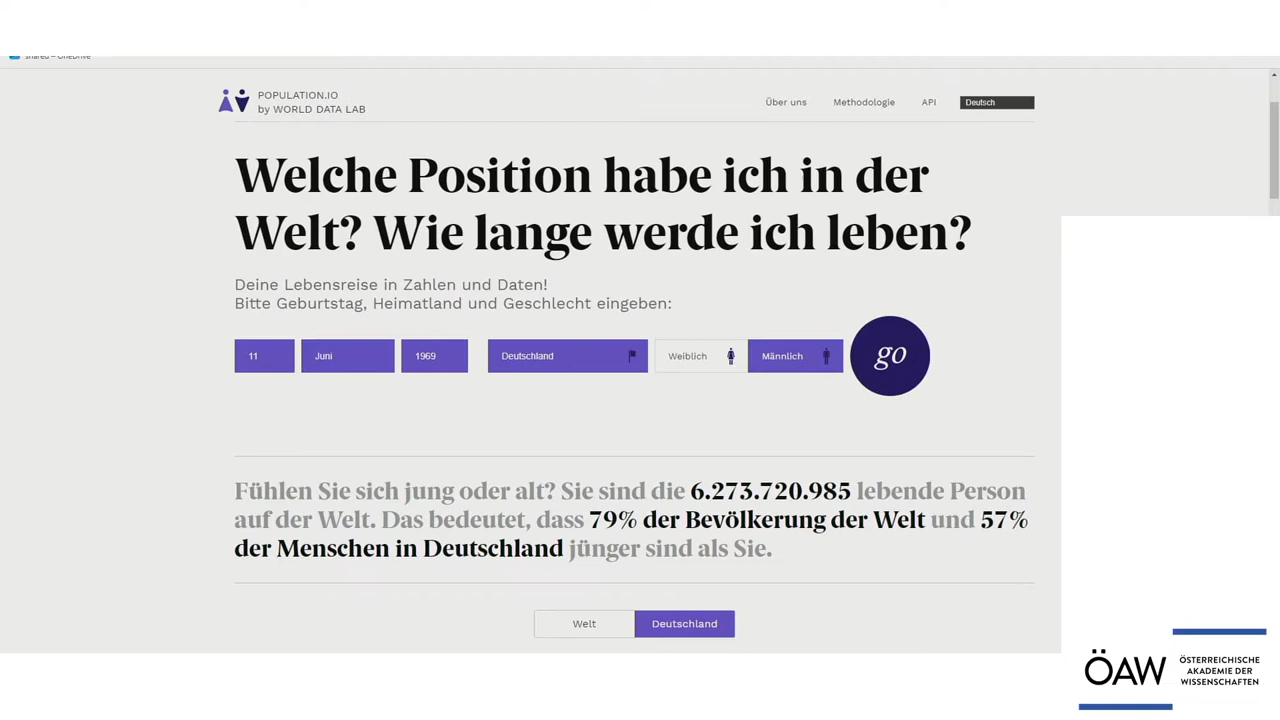 shared – OneDrive
POPULATION.IO
by WORLD DATA LAB
Über uns
Methodologie
API
Deutsch
Welche Position habe ich in der
Welt? Wie lange werde ich leben?
Deine Lebensreise in Zahlen und Daten!
Bitte Geburtstag, Heimatland und Geschlecht eingeben:
11
Juni
1969
Deutschland
Weiblich
Männlich
go
Fühlen Sie sich jung oder alt? Sie sind die 6.273.720.985 lebende Person
auf der Welt. Das bedeutet, dass 79% der Bevölkerung der Welt und 57%
der Menschen in Deutschland jünger sind als Sie.
Welt
Deutschland
ÖAW
ÖSTERREICHISCHE
AKADEMIE DER
WISSENSCHAFTEN